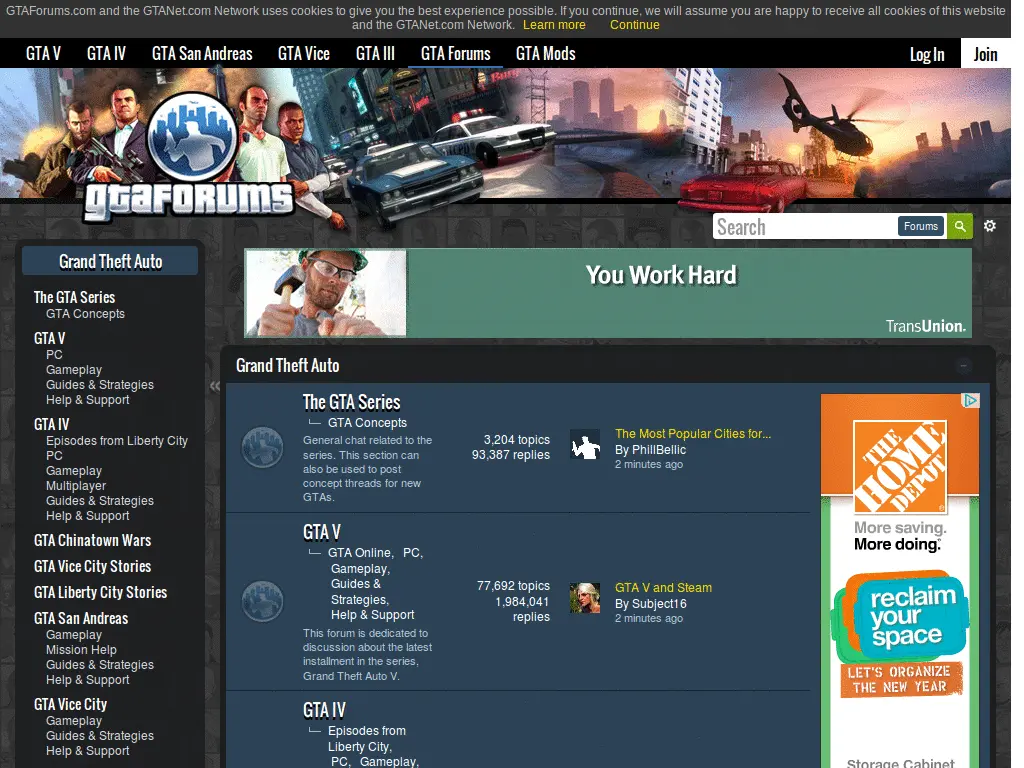 GTAForums.com and the GTANet.com Network uses cookies to give you the best experience possible. If you continue, we will assume you are happy to receive all cookies of this website
and the GTANet.com Network. Learn more Continue
GTA V GTA IV GTA San Andreas GTA Vice GTA III GTA Forums GTA Mods Log In Join
gtaforums
Search Forums
Grand Theft Auto
The GTA Series
GTA Concepts
GTA V
PC
Gameplay
Guides & Strategies
Help & Support
GTA IV
Episodes from Liberty City
PC
Gameplay
Multiplayer
Guides & Strategies
Help & Support
GTA Chinatown Wars
GTA Vice City Stories
GTA Liberty City Stories
GTA San Andreas
Gameplay
Mission Help
Guides & Strategies
Help & Support
GTA Vice City
Gameplay
Guides & Strategies
Help & Support
You Work Hard
TransUnion.
Grand Theft Auto
The GTA Series
GTA Concepts
General chat related to the
series. This section can
also be used to post
concept threads for new
GTAs.
3,204 topics
93,387 replies
The Most Popular Cities for...
By PhillBellic
2 minutes ago
GTA V
GTA Online, PC,
Gameplay,
Guides &
Strategies,
Help & Support
This forum is dedicated to
discussion about the latest
installment in the series,
Grand Theft Auto V.
77,692 topics
1,984,041
replies
GTA V and Steam
By Subject16
2 minutes ago
GTA IV
Episodes from
Liberty City,
PC, Gameplay,
THE HOME DEPOT
More saving.
More doing.
reclaim
your
space
LET'S ORGANIZE
THE NEW YEAR
Storage Cabinet